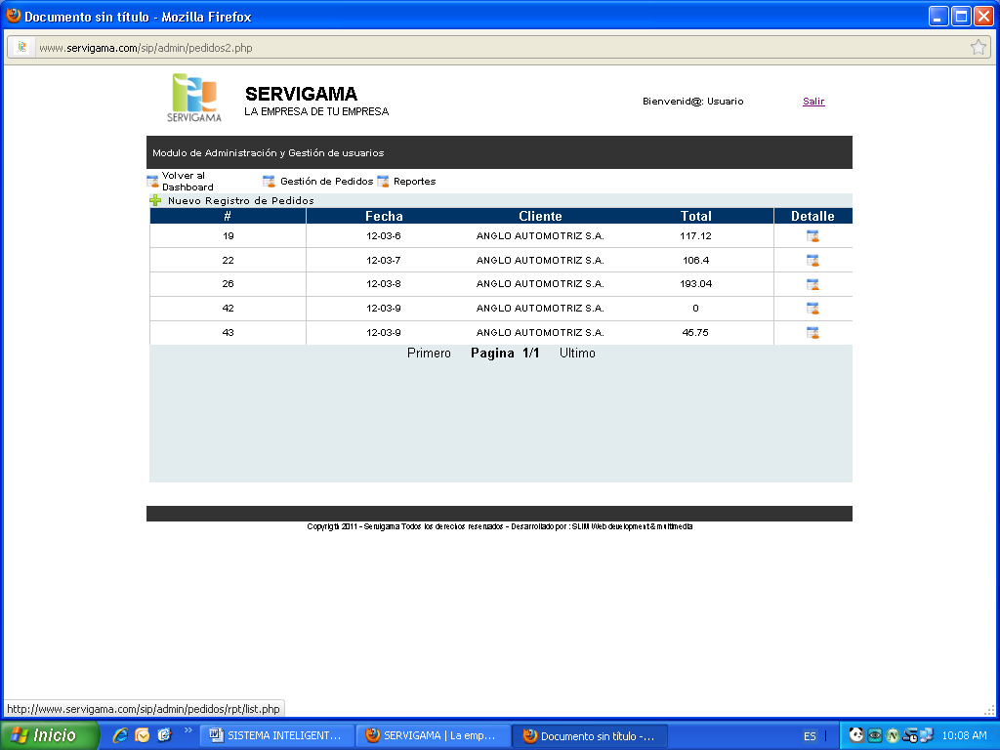 Documento sin título - Mozilla Firefox
www.servigama.com/sip/admin/pedidos2.php
SERVIGAMA
SERVIGAMA
LA EMPRESA DE TU EMPRESA
Bienvenid@: Usuario
Salir
Modulo de Administración y Gestión de usuarios
Volver al
Dashboard
Gestión de Pedidos
Reportes
Nuevo Registro de Pedidos
# Fecha Cliente Total Detalle
19 12-03-6 ANGLO AUTOMOTRIZ S.A. 117.12
22 12-03-7 ANGLO AUTOMOTRIZ S.A. 106.4
26 12-03-8 ANGLO AUTOMOTRIZ S.A. 193.04
42 12-03-9 ANGLO AUTOMOTRIZ S.A. 0
43 12-03-9 ANGLO AUTOMOTRIZ S.A. 45.75
Primero Pagina 1/1 Ultimo
Copyrigth 2011 - Servigama Todos los derechos reservados - Desarrollado por : SLIM Web development & multimedia
http://www.servigama.com/sip/admin/pedidos/rpt/list.php
Inicio
SISTEMA INTELIGENT...
SERVIGAMA | La emp...
Documento sin título -...
ES
10:08 AM